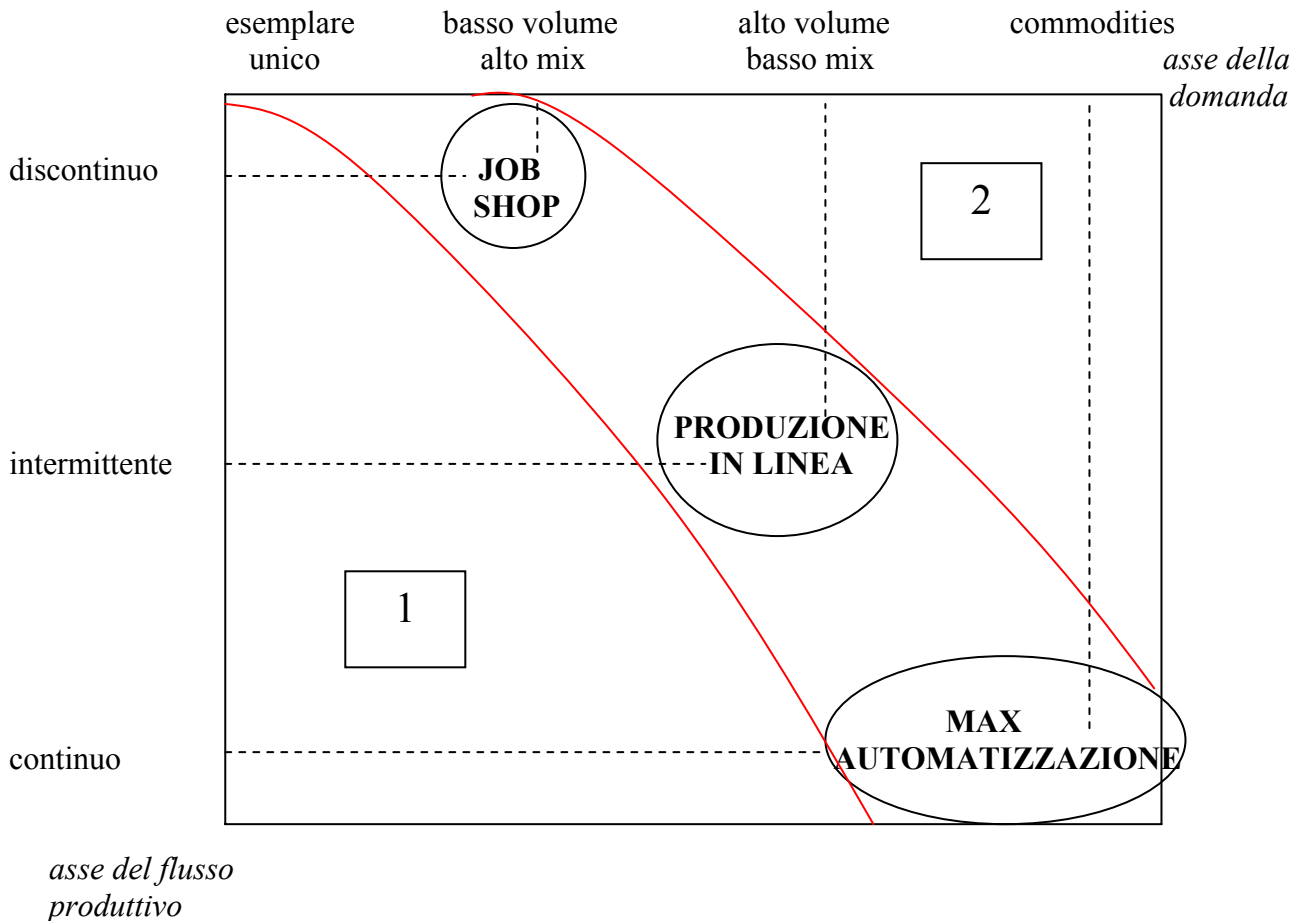 esemplare
unico
basso volume
alto mix
alto volume
basso mix
commodities
asse della
domanda
discontinuo
JOB
SHOP
2
PRODUZIONE
IN LINEA
intermittente
1
MAX
AUTOMATIZZAZIONE
continuo
asse del flusso
produttivo